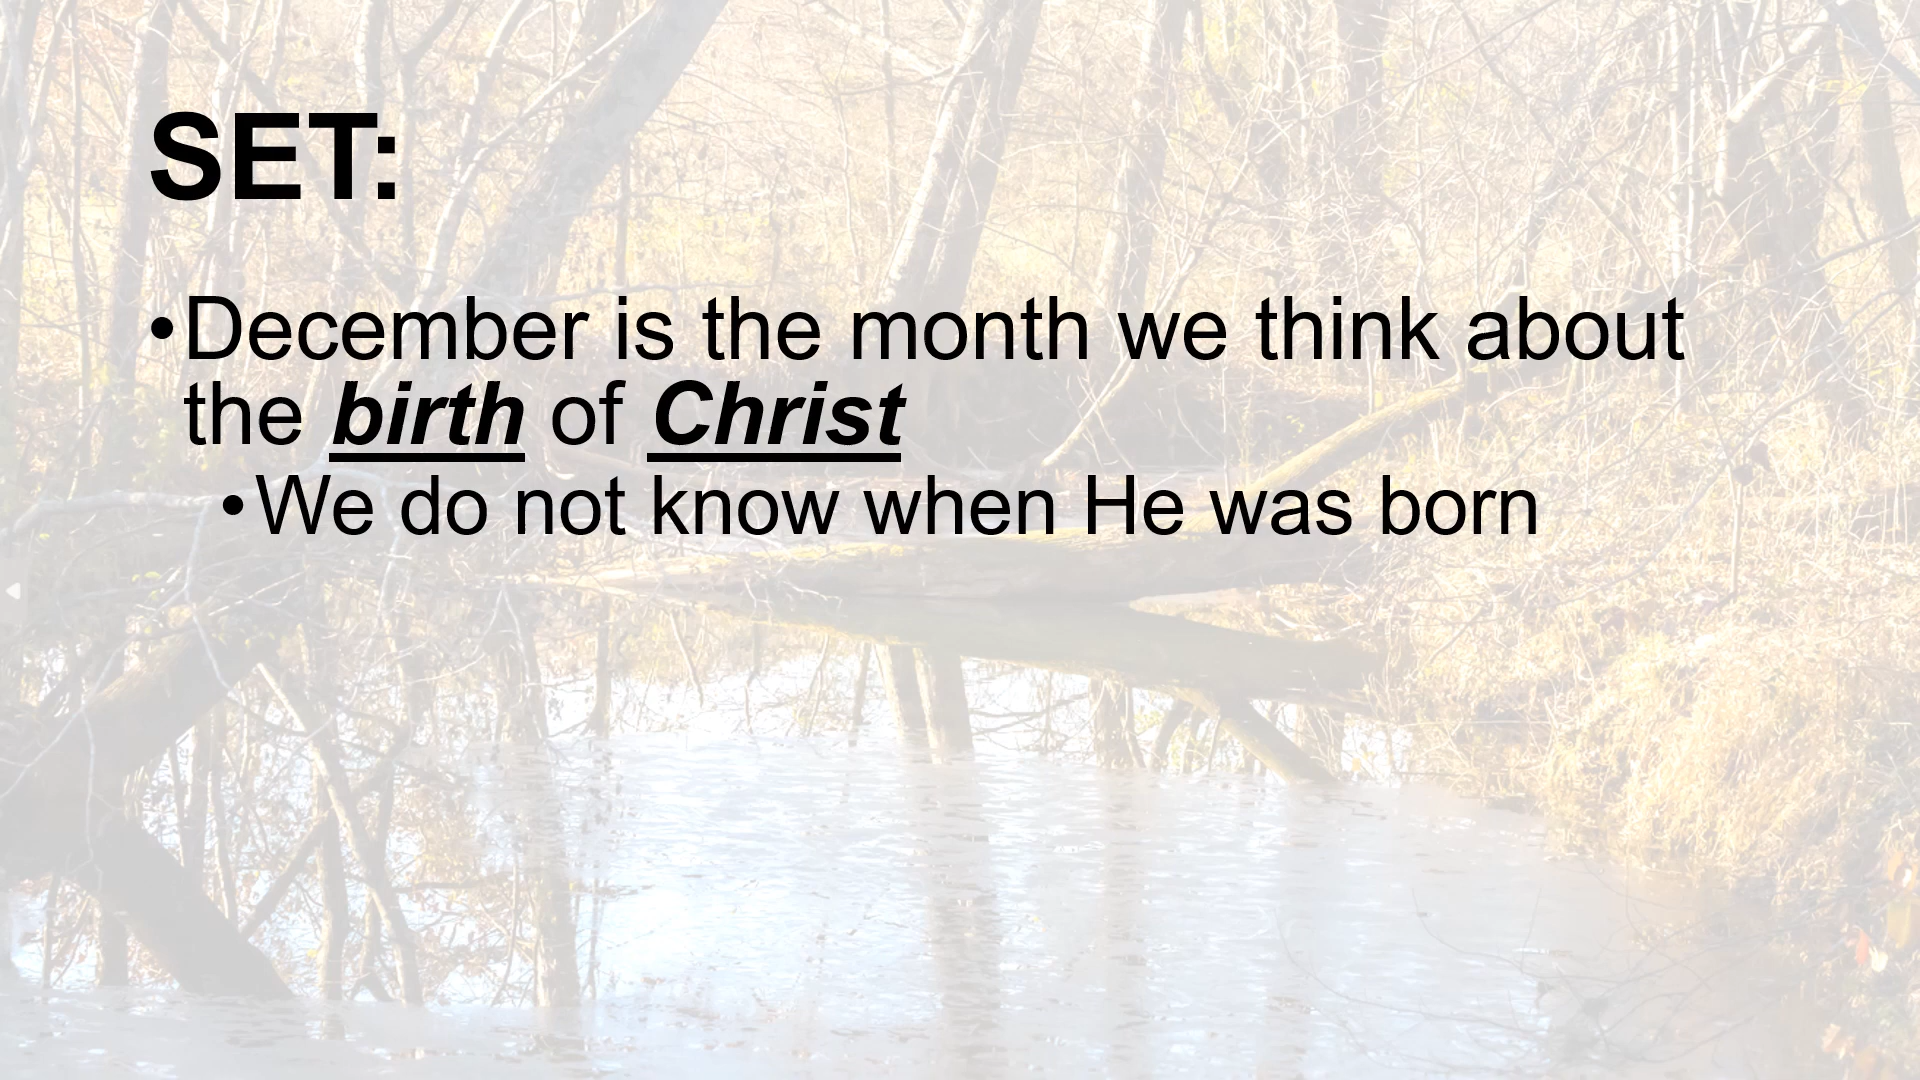 SET:
•December is the month we think about
the birth of Christ
•We do not know when He was born